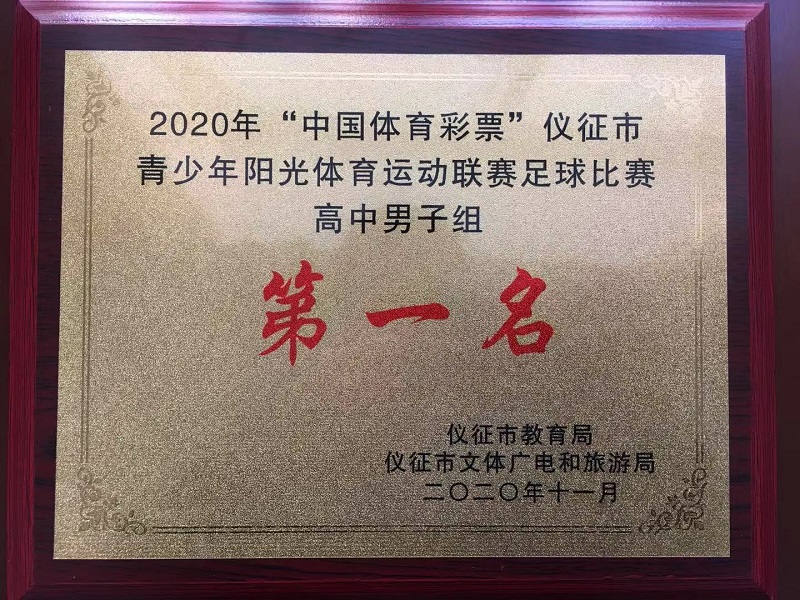 2020年“中国体育彩票”仪征市
青少年阳光体育运动联赛足球比赛
高中男子组
第一名
仪征市教育局
仪征市文体广电和旅游局
二〇二〇年十一月